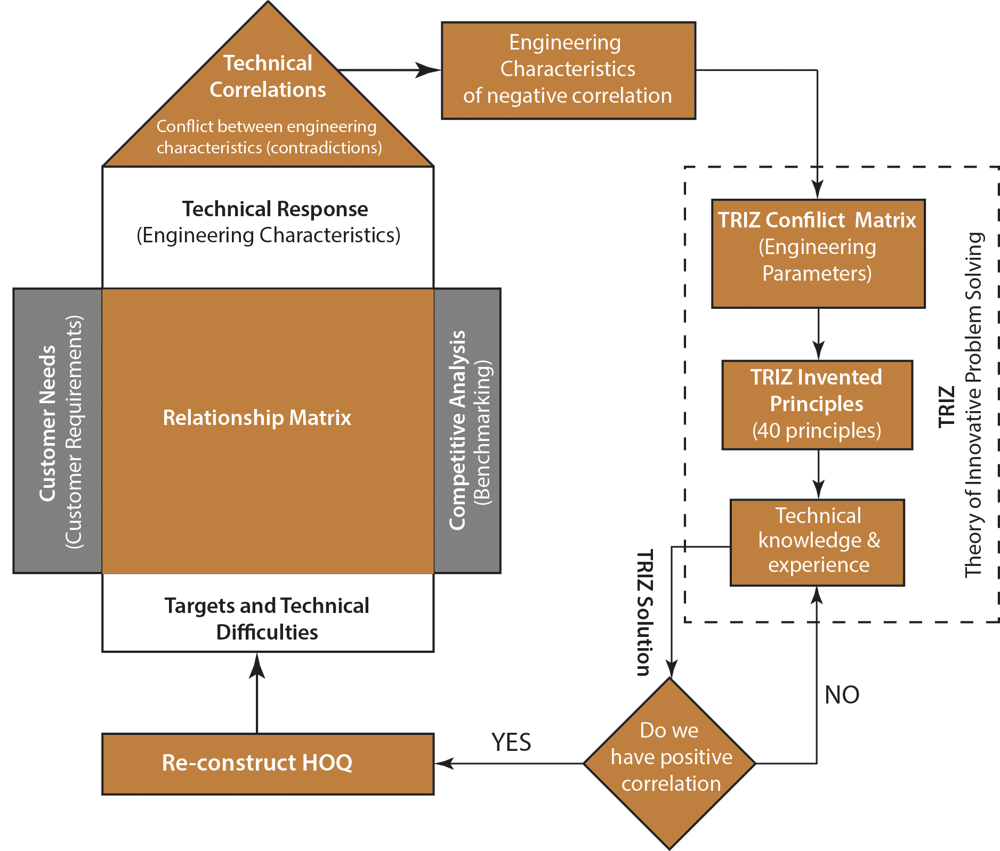 Technical
Correlations
Conflict between engineering
characteristics (contradictions)
Engineering
Characteristics
of negative correlation
Technical Response
(Engineering Characteristics)
Customer Needs
(Customer Requirements)
Relationship Matrix
Competitive Analysis
(Benchmarking)
Targets and Technical
Difficulties
Re-construct HOQ
TRIZ Conflict Matrix
(Engineering
Parameters)
TRIZ Invented
Principles
(40 principles)
Technical
knowledge &
experience
TRIZ
Theory of Innovative Problem Solving
TRIZ Solution
Do we
have positive
correlation
YES
NO